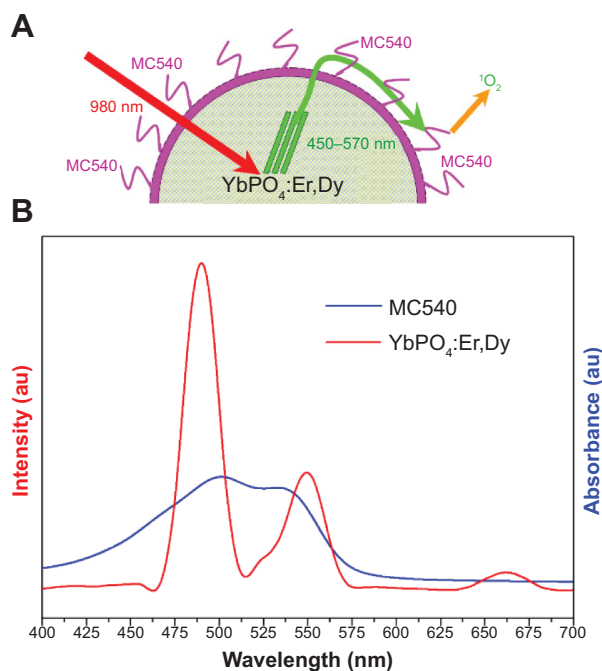 A
MC540
MC540
980 nm
¹O₂
450–570 nm
MC540
MC540
YbPO₄:Er,Dy
B
MC540
YbPO₄:Er,Dy
Intensity (au)
Absorbance (au)
400 425 450 475 500 525 550 575 600 625 650 675 700
Wavelength (nm)